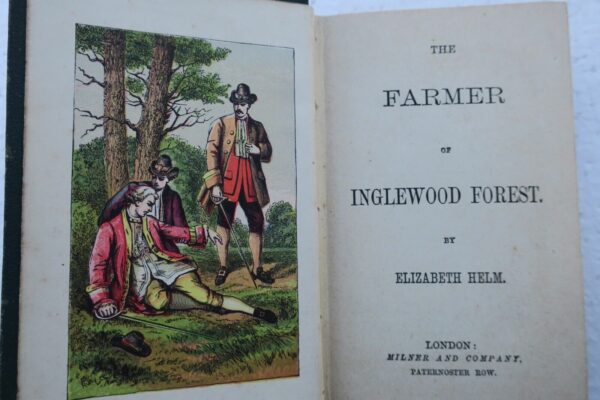 THE
FARMER
OF
INGLEWOOD FOREST.
BY
ELIZABETH HELM.
LONDON:
MILNER AND COMPANY,
PATERNOSTER ROW.